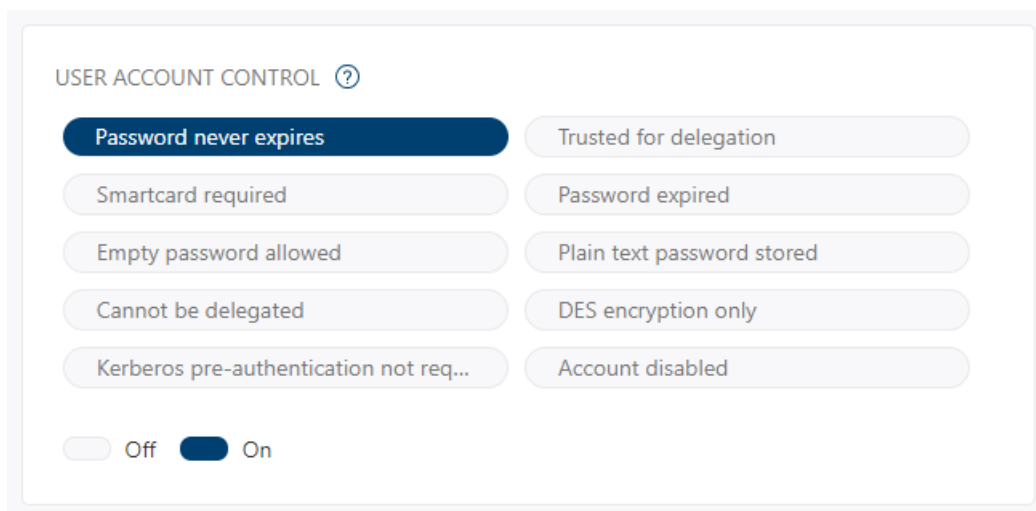 USER ACCOUNT CONTROL ?
Password never expires
Trusted for delegation
Smartcard required
Password expired
Empty password allowed
Plain text password stored
Cannot be delegated
DES encryption only
Kerberos pre-authentication not req...
Account disabled
Off On